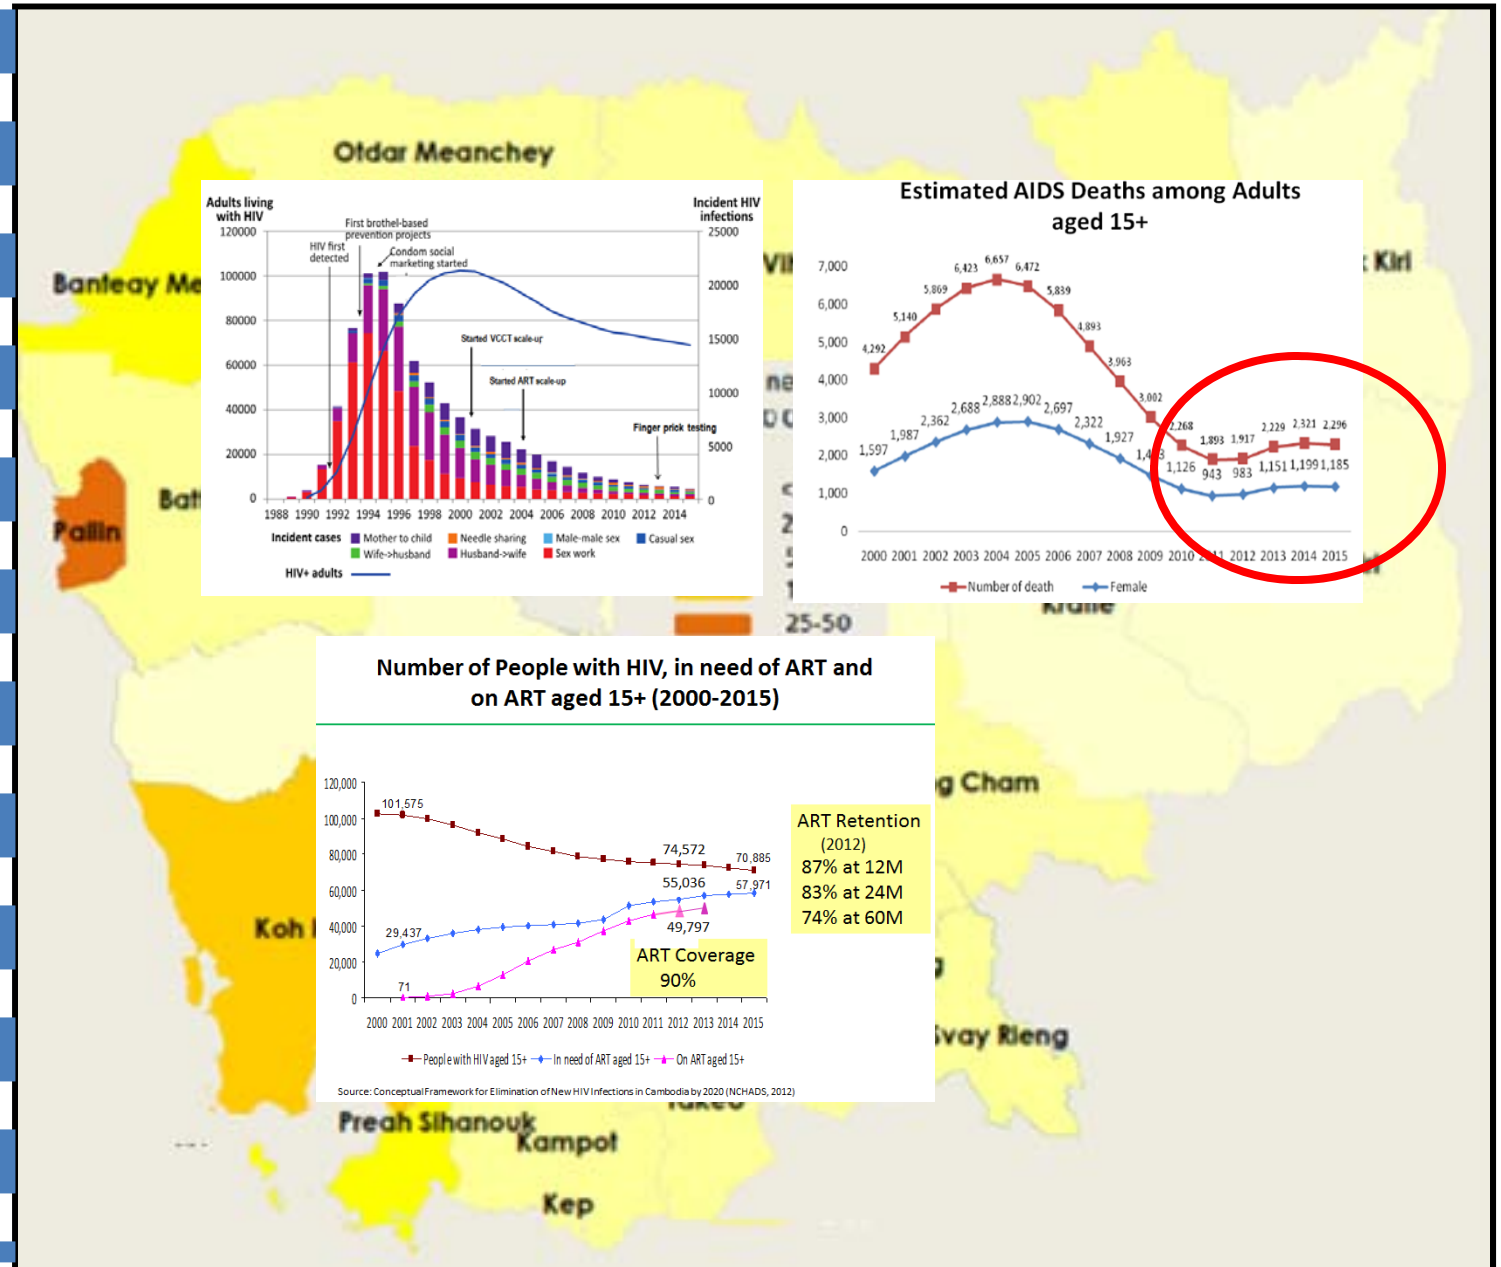 Otdar Meanchey
Banteay Me
Kiri
Pailin
Bat
25-50
Kratie
g Cham
Koh
Svay Rieng
Takeo
Preah Sihanouk
Kampot
Kep
Adults living
with HIV
Incident HIV
infections
120000
100000
80000
60000
40000
20000
0
25000
20000
15000
10000
5000
0
First brothel-based
prevention projects
HIV first
detected
Condom social
marketing started
Started VCCT scale-up
Started ART scale-up
Finger prick testing
1988 1990 1992 1994 1996 1998 2000 2002 2004 2006 2008 2010 2012 2014
Incident cases Mother to child Needle sharing Male-male sex Casual sex
Wife->husband Husband->wife Sex work
HIV+ adults
Estimated AIDS Deaths among Adults
aged 15+
7,000
6,000
5,000
4,000
3,000
2,000
1,000
0
4,292 5,140 5,869 6,423 6,657 6,472 5,839 4,893 3,963 3,002 2,268 1,893 1,917 2,229 2,321 2,296
1,597 1,987 2,362 2,688 2,888 2,902 2,697 2,322 1,927 1,126 943 983 1,151 1,199 1,185
2000 2001 2002 2003 2004 2005 2006 2007 2008 2009 2010 2011 2012 2013 2014 2015
Number of death Female
Number of People with HIV, in need of ART and
on ART aged 15+ (2000-2015)
120,000
100,000
80,000
60,000
40,000
20,000
0
101,575
74,572
70,885
55,036
57,971
29,437
49,797
71
ART Coverage
90%
2000 2001 2002 2003 2004 2005 2006 2007 2008 2009 2010 2011 2012 2013 2014 2015
People with HIV aged 15+ In need of ART aged 15+ On ART aged 15+
Source: Conceptual Framework for Elimination of New HIV Infections in Cambodia by 2020 (NCHADS, 2012)
ART Retention
(2012)
87% at 12M
83% at 24M
74% at 60M